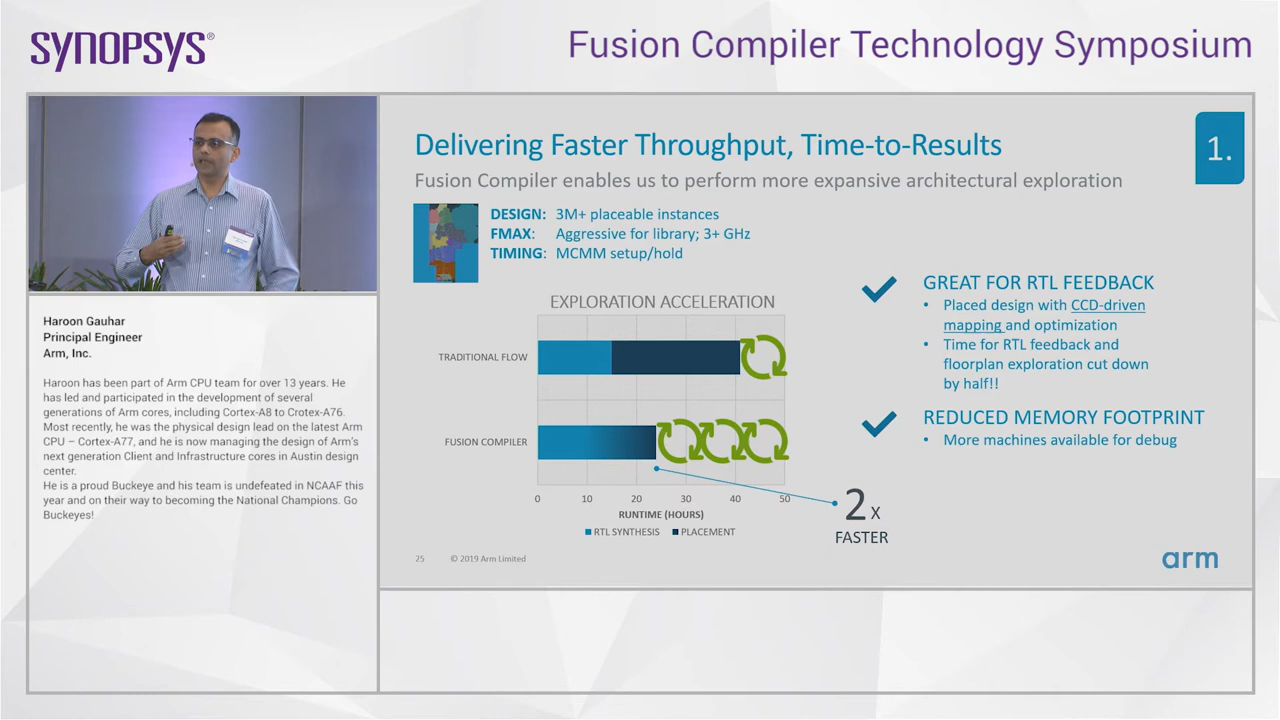 SYNOPSYS®
Fusion Compiler Technology Symposium
Haroon Gauhar
Principal Engineer
Arm, Inc.
Haroon has been part of Arm CPU team for over 13 years. He
has led and participated in the development of several
generations of Arm cores, including Cortex-A8 to Crotex-A76.
Most recently, he was the physical design lead on the latest Arm
CPU – Cortex-A77, and he is now managing the design of Arm's
next generation Client and Infrastructure cores in Austin design
center.
He is a proud Buckeye and his team is undefeated in NCAAF this
year and on their way to becoming the National Champions. Go
Buckeyes!
Delivering Faster Throughput, Time-to-Results
1.
Fusion Compiler enables us to perform more expansive architectural exploration
DESIGN: 3M+ placeable instances
FMAX: Aggressive for library; 3+ GHz
TIMING: MCMM setup/hold
EXPLORATION ACCELERATION
TRADITIONAL FLOW
FUSION COMPILER
0 10 20 30 40 50
RUNTIME (HOURS)
RTL SYNTHESIS PLACEMENT
2 x
FASTER
GREAT FOR RTL FEEDBACK
• Placed design with CCD-driven
mapping and optimization
• Time for RTL feedback and
floorplan exploration cut down
by half!!
REDUCED MEMORY FOOTPRINT
• More machines available for debug
25 © 2019 Arm Limited
arm